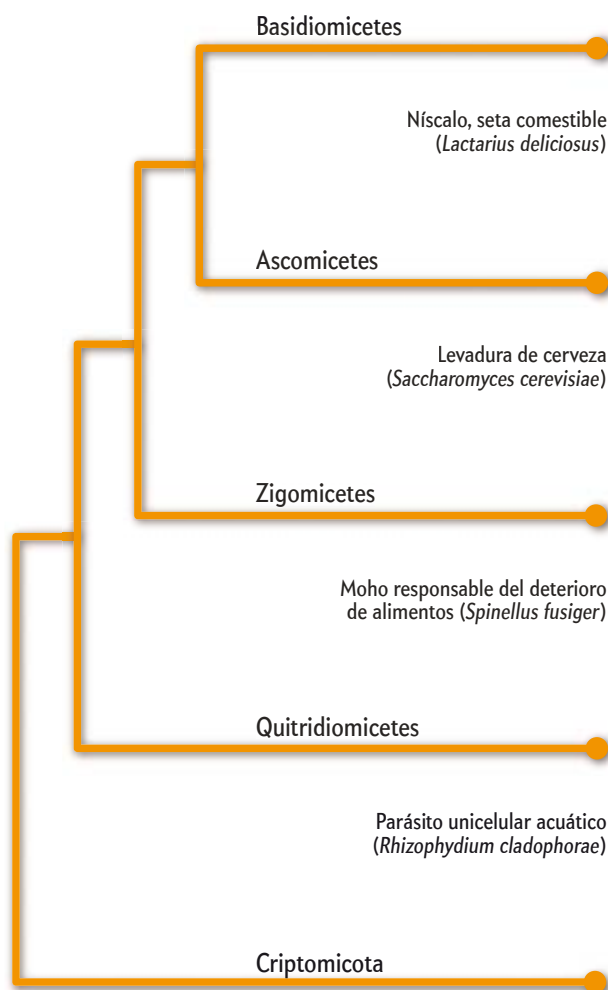 Basidiomicetes
Níscalo, seta comestible
(Lactarius deliciosus)
Ascomicetes
Levadura de cerveza
(Saccharomyces cerevisiae)
Zigomicetes
Moho responsable del deterioro
de alimentos (Spinellus fusiger)
Quitridiomicetes
Parásito unicelular acuático
(Rhizophydium cladophorae)
Criptomicota